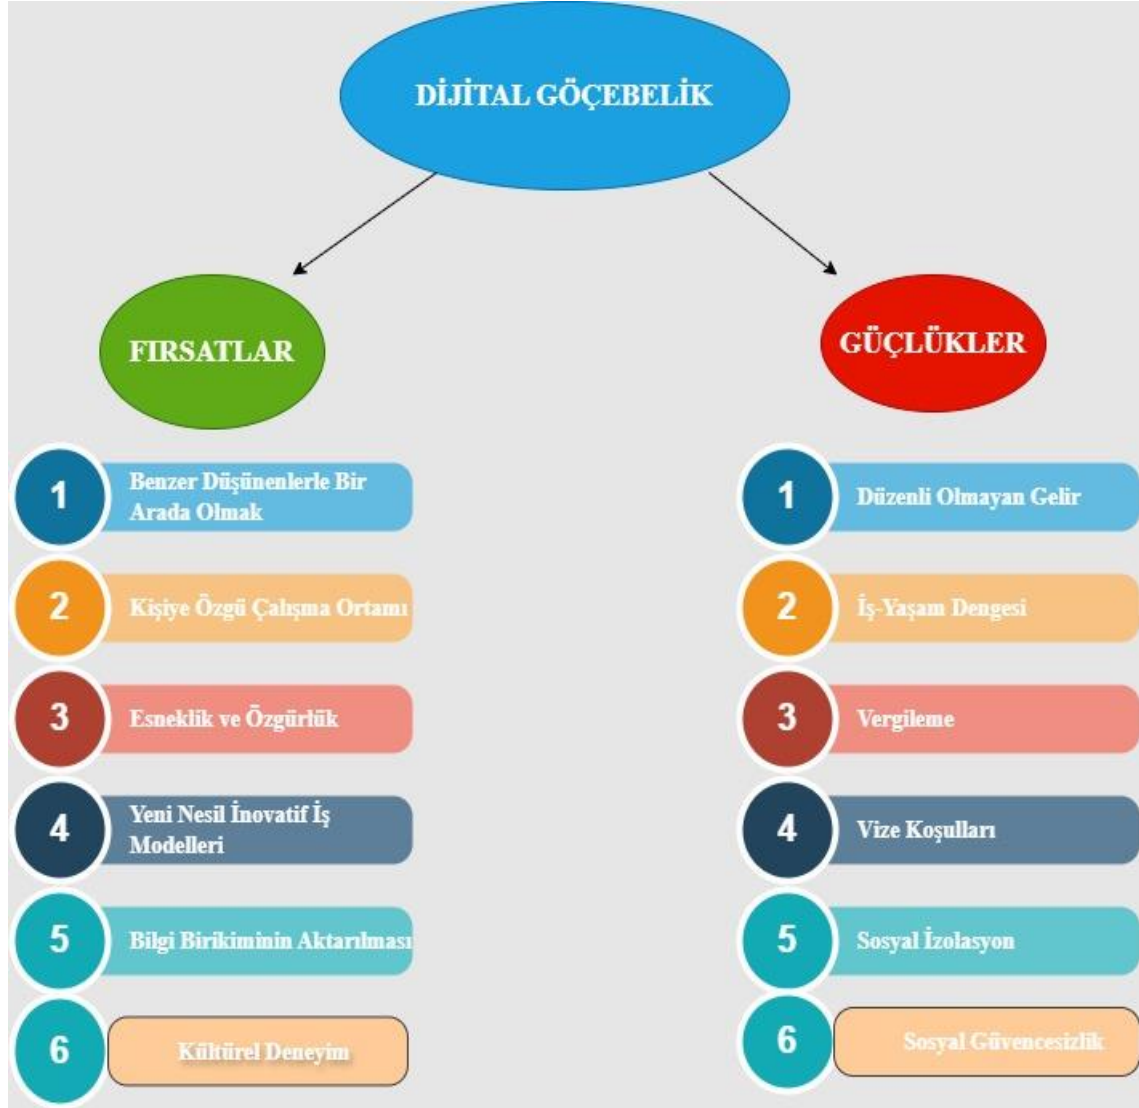 DİJİTAL GÖÇEBELİK
FIRSATLAR
1
Benzer Düşünenlerle Bir
Arada Olmak
2
Kişiye Özgü Çalışma Ortamı
3
Esneklik ve Özgürlük
4
Yeni Nesil İnovatif İş
Modelleri
5
Bilgi Birikiminin Aktarılması
6
Kültürel Deneyim
GÜÇLÜKLER
1
Düzenli Olmayan Gelir
2
İş-Yaşam Dengesi
3
Vergileme
4
Vize Koşulları
5
Sosyal İzolasyon
6
Sosyal Güvencesizlik